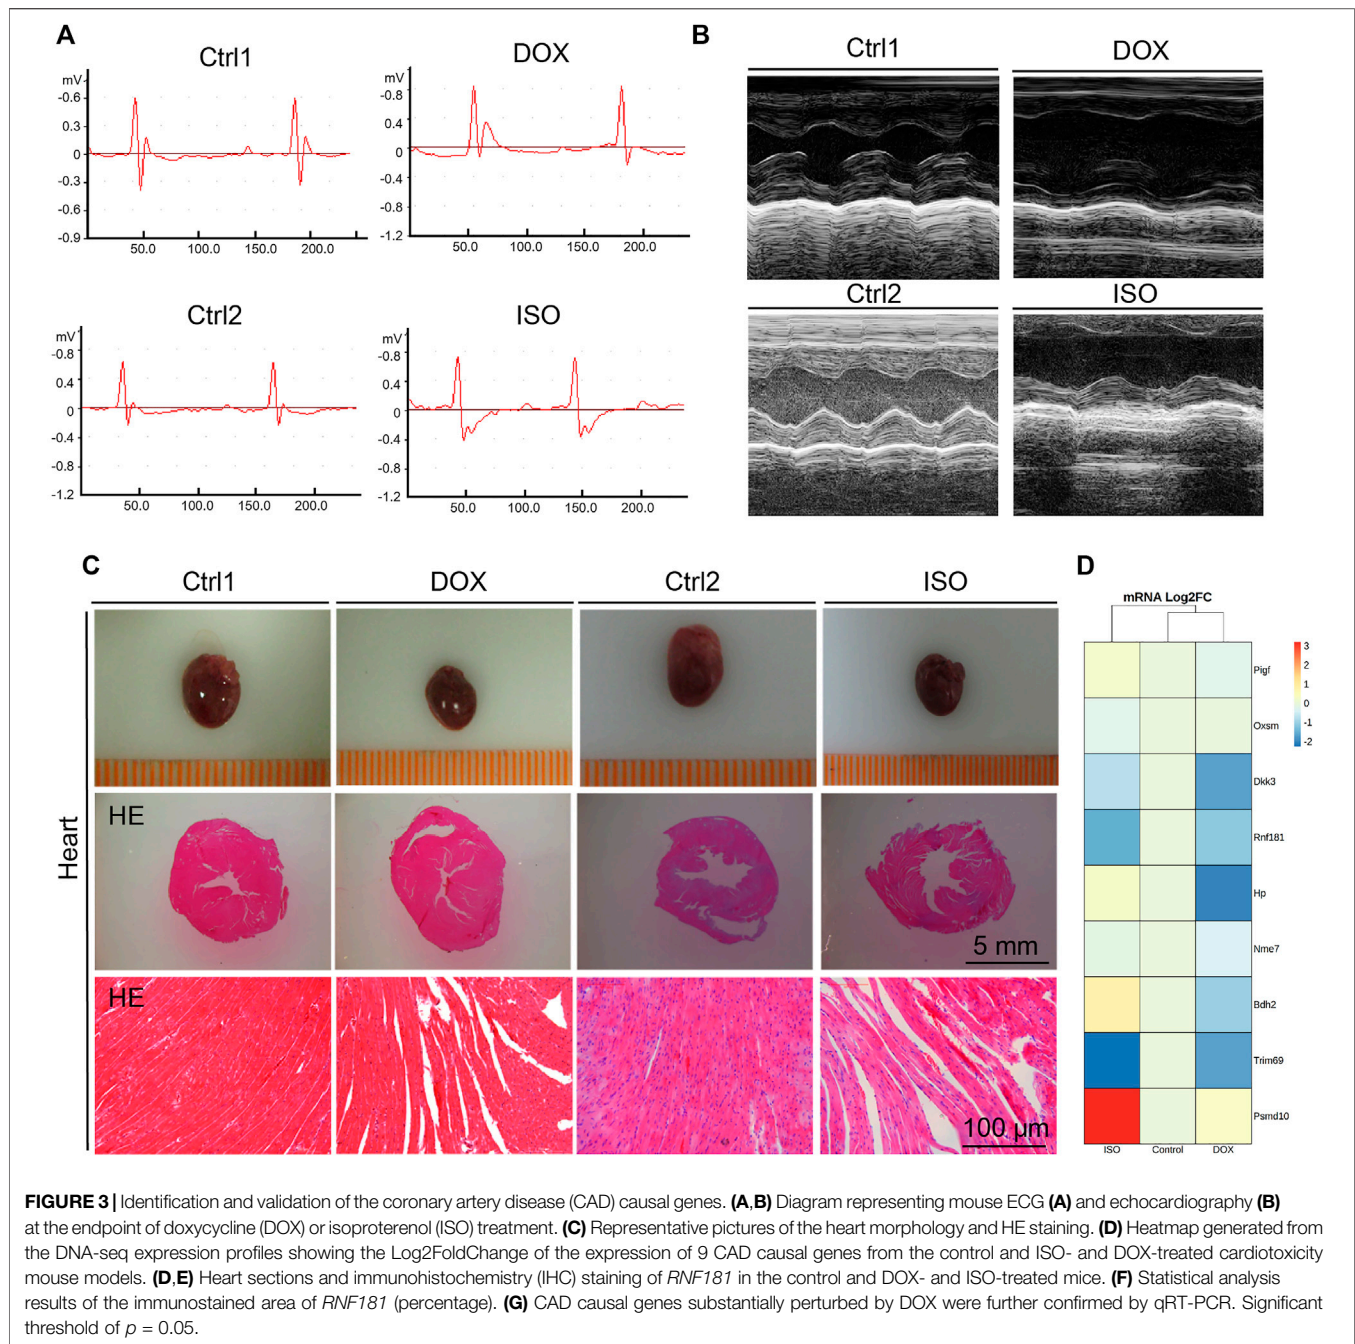 A
Ctrl1
mV
-0.6
0.3
0
-0.3
-0.6
-0.9
50.0 100.0 150.0 200.0
DOX
mV
-0.8
0.4
0
-0.4
-0.8
-1.2
50.0 100.0 150.0 200.0
Ctrl2
mV
-0.8
0.4
0
-0.4
-0.8
-1.2
50.0 100.0 150.0 200.0
ISO
mV
-0.8
0.4
0
-0.4
-0.8
-1.2
50.0 100.0 150.0 200.0
B
Ctrl1 DOX
Ctrl2 ISO
C
Ctrl1 DOX Ctrl2 ISO
Heart
HE
5 mm
HE
100 µm
D
mRNA Log2FC
3
2
1
0
-1
-2
Pigf
Oxsm
Dkk3
Rnf181
Hp
Nme7
Bdh2
Trim69
Psmd10
ISO Control DOX
FIGURE 3 | Identification and validation of the coronary artery disease (CAD) causal genes. (A,B) Diagram representing mouse ECG (A) and echocardiography (B)
at the endpoint of doxycycline (DOX) or isoproterenol (ISO) treatment. (C) Representative pictures of the heart morphology and HE staining. (D) Heatmap generated from
the DNA-seq expression profiles showing the Log2FoldChange of the expression of 9 CAD causal genes from the control and ISO- and DOX-treated cardiotoxicity
mouse models. (D,E) Heart sections and immunohistochemistry (IHC) staining of RNF181 in the control and DOX- and ISO-treated mice. (F) Statistical analysis
results of the immunostained area of RNF181 (percentage). (G) CAD causal genes substantially perturbed by DOX were further confirmed by qRT-PCR. Significant
threshold of p = 0.05.